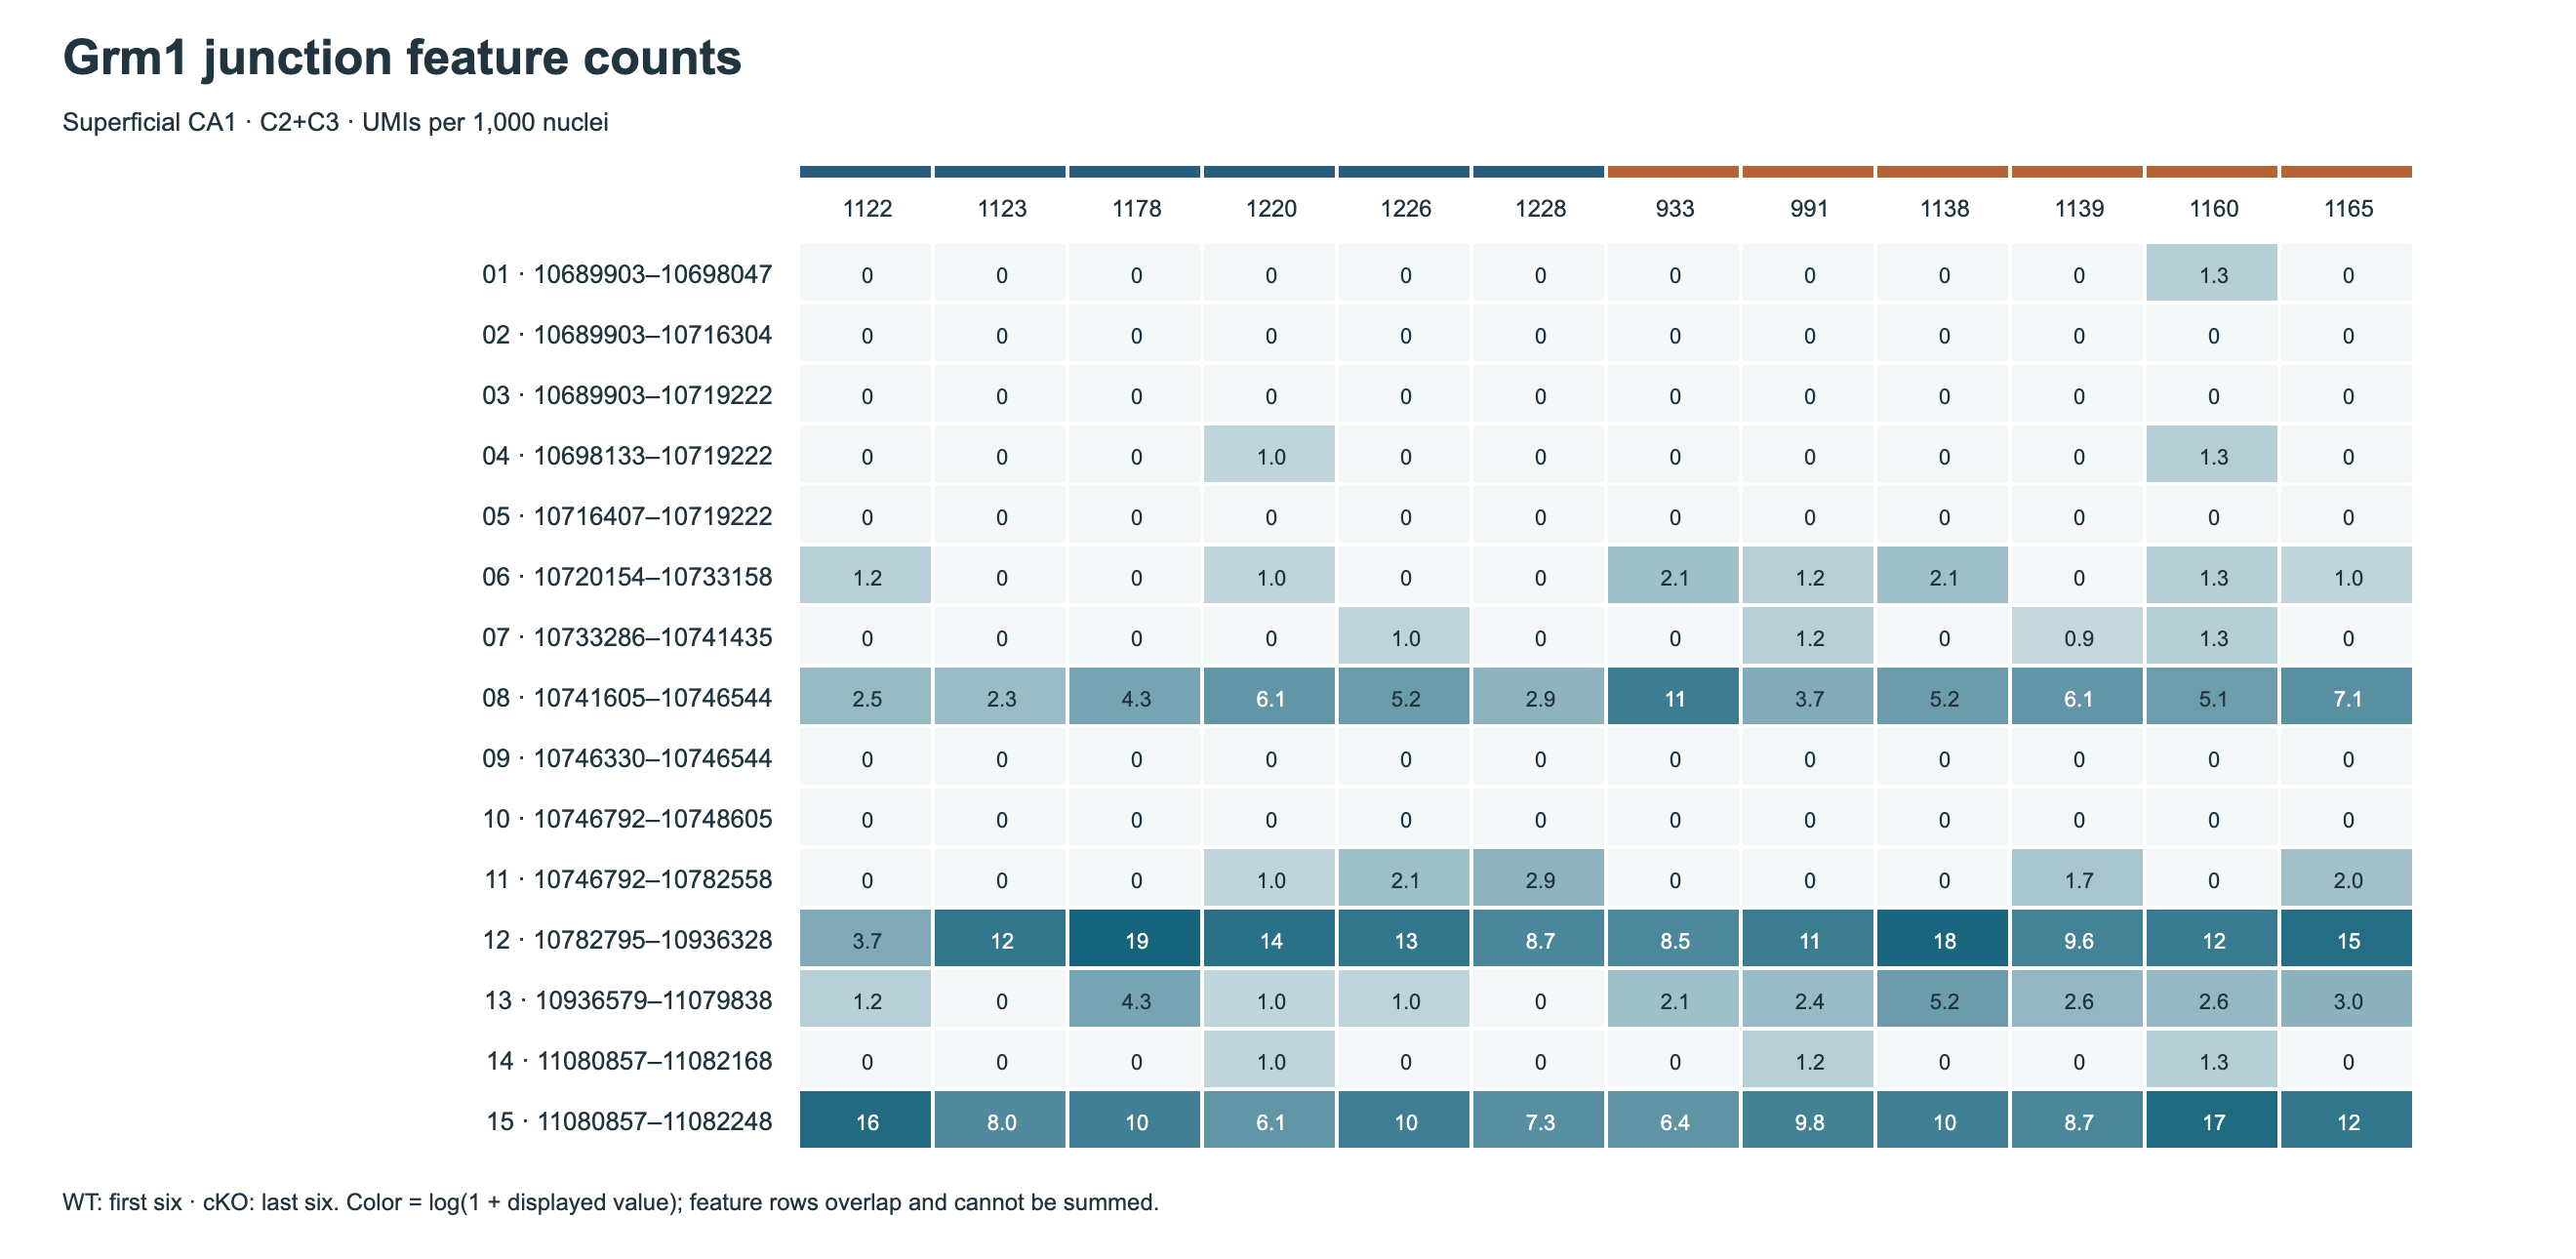 Grm1 junction feature counts
Superficial CA1 · C2+C3 · UMIs per 1,000 nuclei
1122 1123 1178 1220 1226 1228 933 991 1138 1139 1160 1165
01 · 10689903–10698047 0 0 0 0 0 0 0 0 0 0 1.3 0
02 · 10689903–10716304 0 0 0 0 0 0 0 0 0 0 0 0
03 · 10689903–10719222 0 0 0 0 0 0 0 0 0 0 0 0
04 · 10698133–10719222 0 0 0 1.0 0 0 0 0 0 0 1.3 0
05 · 10716407–10719222 0 0 0 0 0 0 0 0 0 0 0 0
06 · 10720154–10733158 1.2 0 0 1.0 0 0 2.1 1.2 2.1 0 1.3 1.0
07 · 10733286–10741435 0 0 0 0 1.0 0 0 1.2 0 0.9 1.3 0
08 · 10741605–10746544 2.5 2.3 4.3 6.1 5.2 2.9 11 3.7 5.2 6.1 5.1 7.1
09 · 10746330–10746544 0 0 0 0 0 0 0 0 0 0 0 0
10 · 10746792–10748605 0 0 0 0 0 0 0 0 0 0 0 0
11 · 10746792–10782558 0 0 0 1.0 2.1 2.9 0 0 0 1.7 0 2.0
12 · 10782795–10936328 3.7 12 19 14 13 8.7 8.5 11 18 9.6 12 15
13 · 10936579–11079838 1.2 0 4.3 1.0 1.0 0 2.1 2.4 5.2 2.6 2.6 3.0
14 · 11080857–11082168 0 0 0 1.0 0 0 0 1.2 0 0 1.3 0
15 · 11080857–11082248 16 8.0 10 6.1 10 7.3 6.4 9.8 10 8.7 17 12
WT: first six · cKO: last six. Color = log(1 + displayed value); feature rows overlap and cannot be summed.